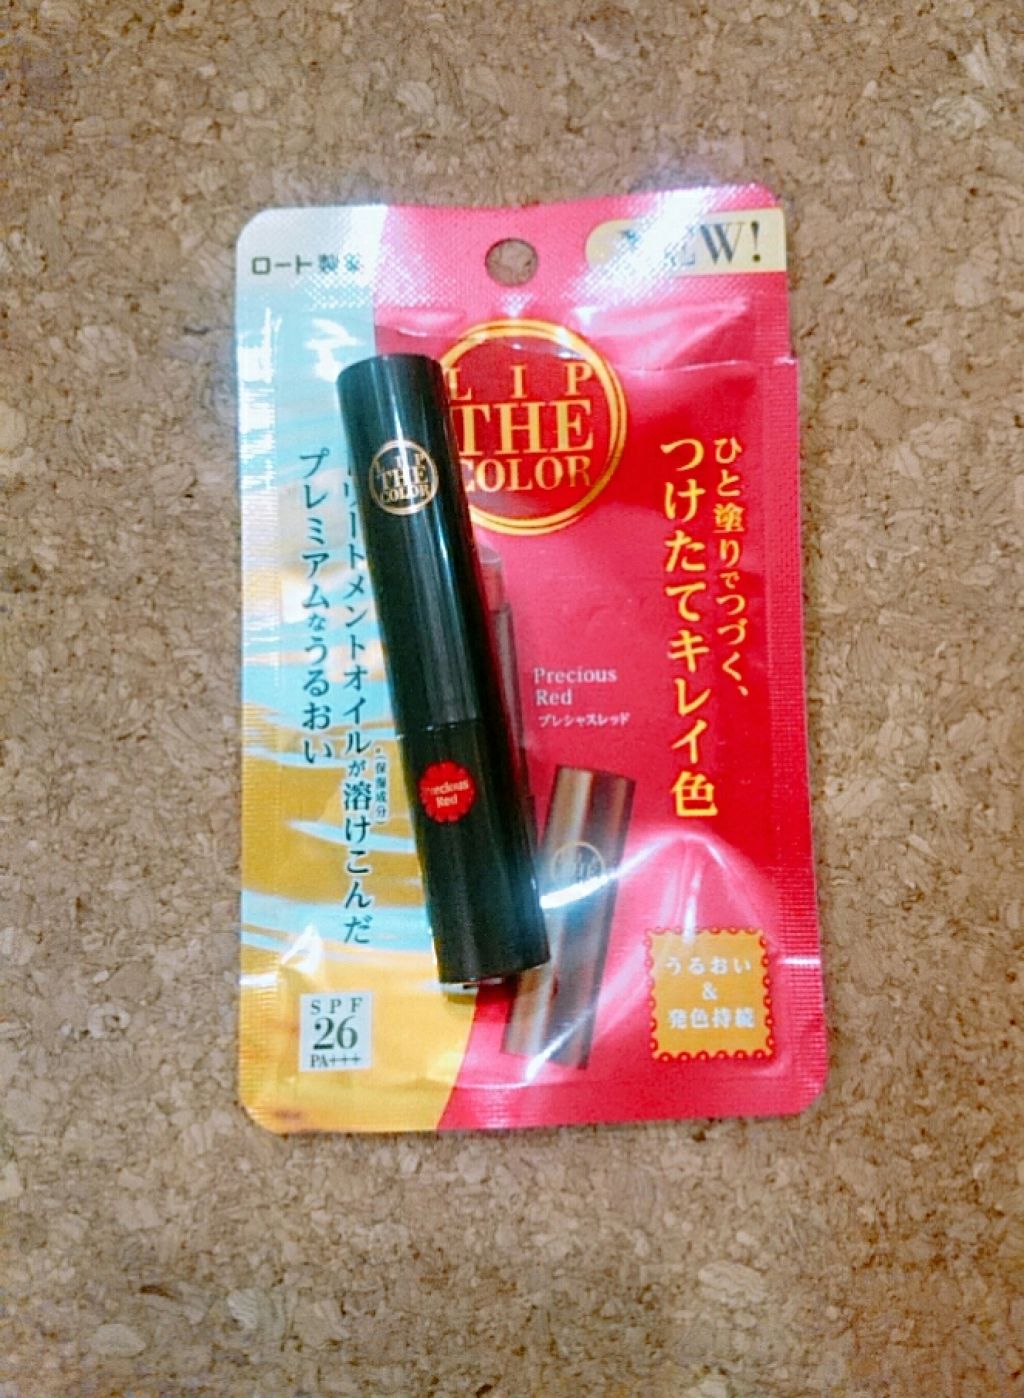 ロート製薬
NEW!
LIP
THE
COLOR
ひと塗りでつづく、
つけたてキレイ色
LIP
THE
COLOR
トリートメントオイルが溶けこんだ
(保湿成分)
プレミアムなうるおい
Precious
Red
プレシャスレッド
Precious
Red
うるおい
&
発色持続
SPF
26
PA+++